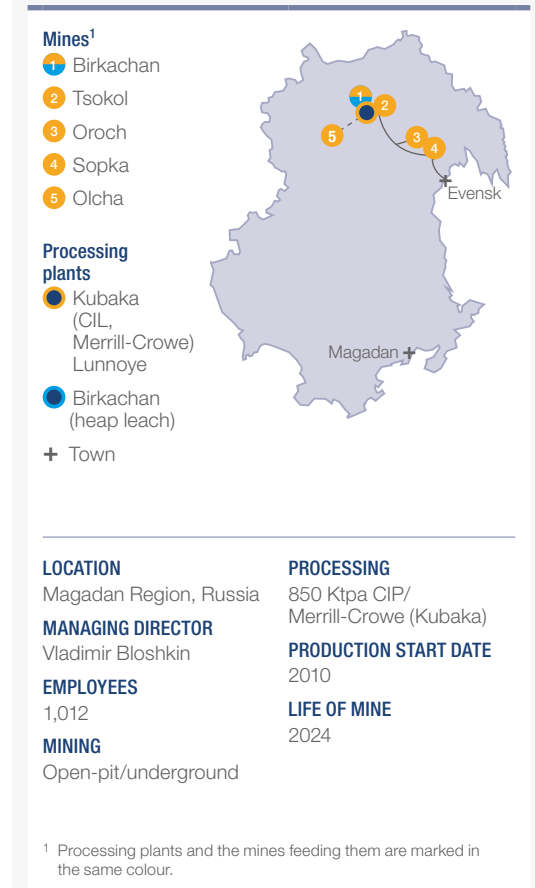 Mines1
1 Birkachan
2 Tsokol
3 Oroch
4 Sopka
5 Olcha
Processing
plants
Kubaka
(CIL,
Merrill-Crowe)
Lunnoye
Birkachan
(heap leach)
+ Town
1
2
3
4
5
Evensk
Magadan
LOCATION
Magadan Region, Russia
MANAGING DIRECTOR
Vladimir Bloshkin
EMPLOYEES
1,012
MINING
Open-pit/underground
PROCESSING
850 Ktpa CIP/
Merrill-Crowe (Kubaka)
PRODUCTION START DATE
2010
LIFE OF MINE
2024
1 Processing plants and the mines feeding them are marked in
the same colour.